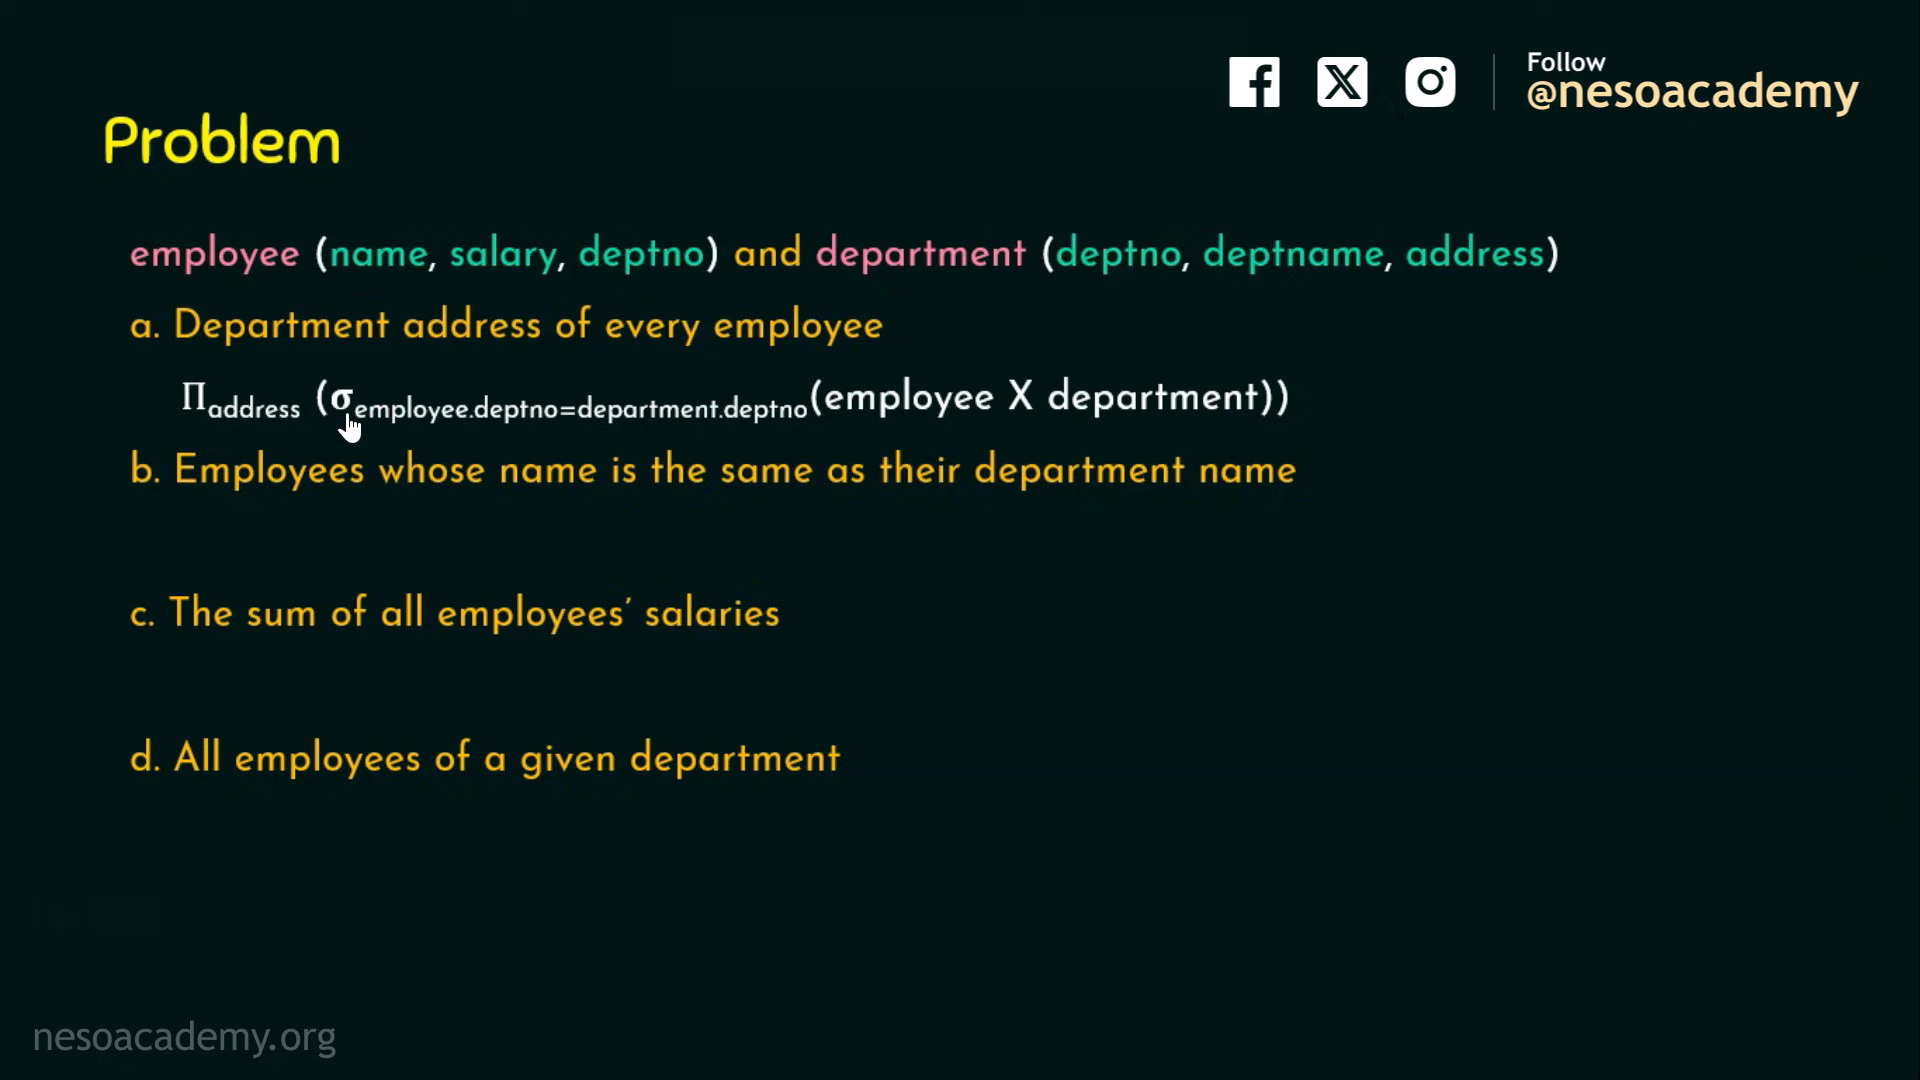 Follow
@nesoacademy
Problem
employee (name, salary, deptno) and department (deptno, deptname, address)
a. Department address of every employee
Πaddress (σemployee.deptno=department.deptno(employee X department))
b. Employees whose name is the same as their department name
c. The sum of all employees’ salaries
d. All employees of a given department
nesoacademy.org